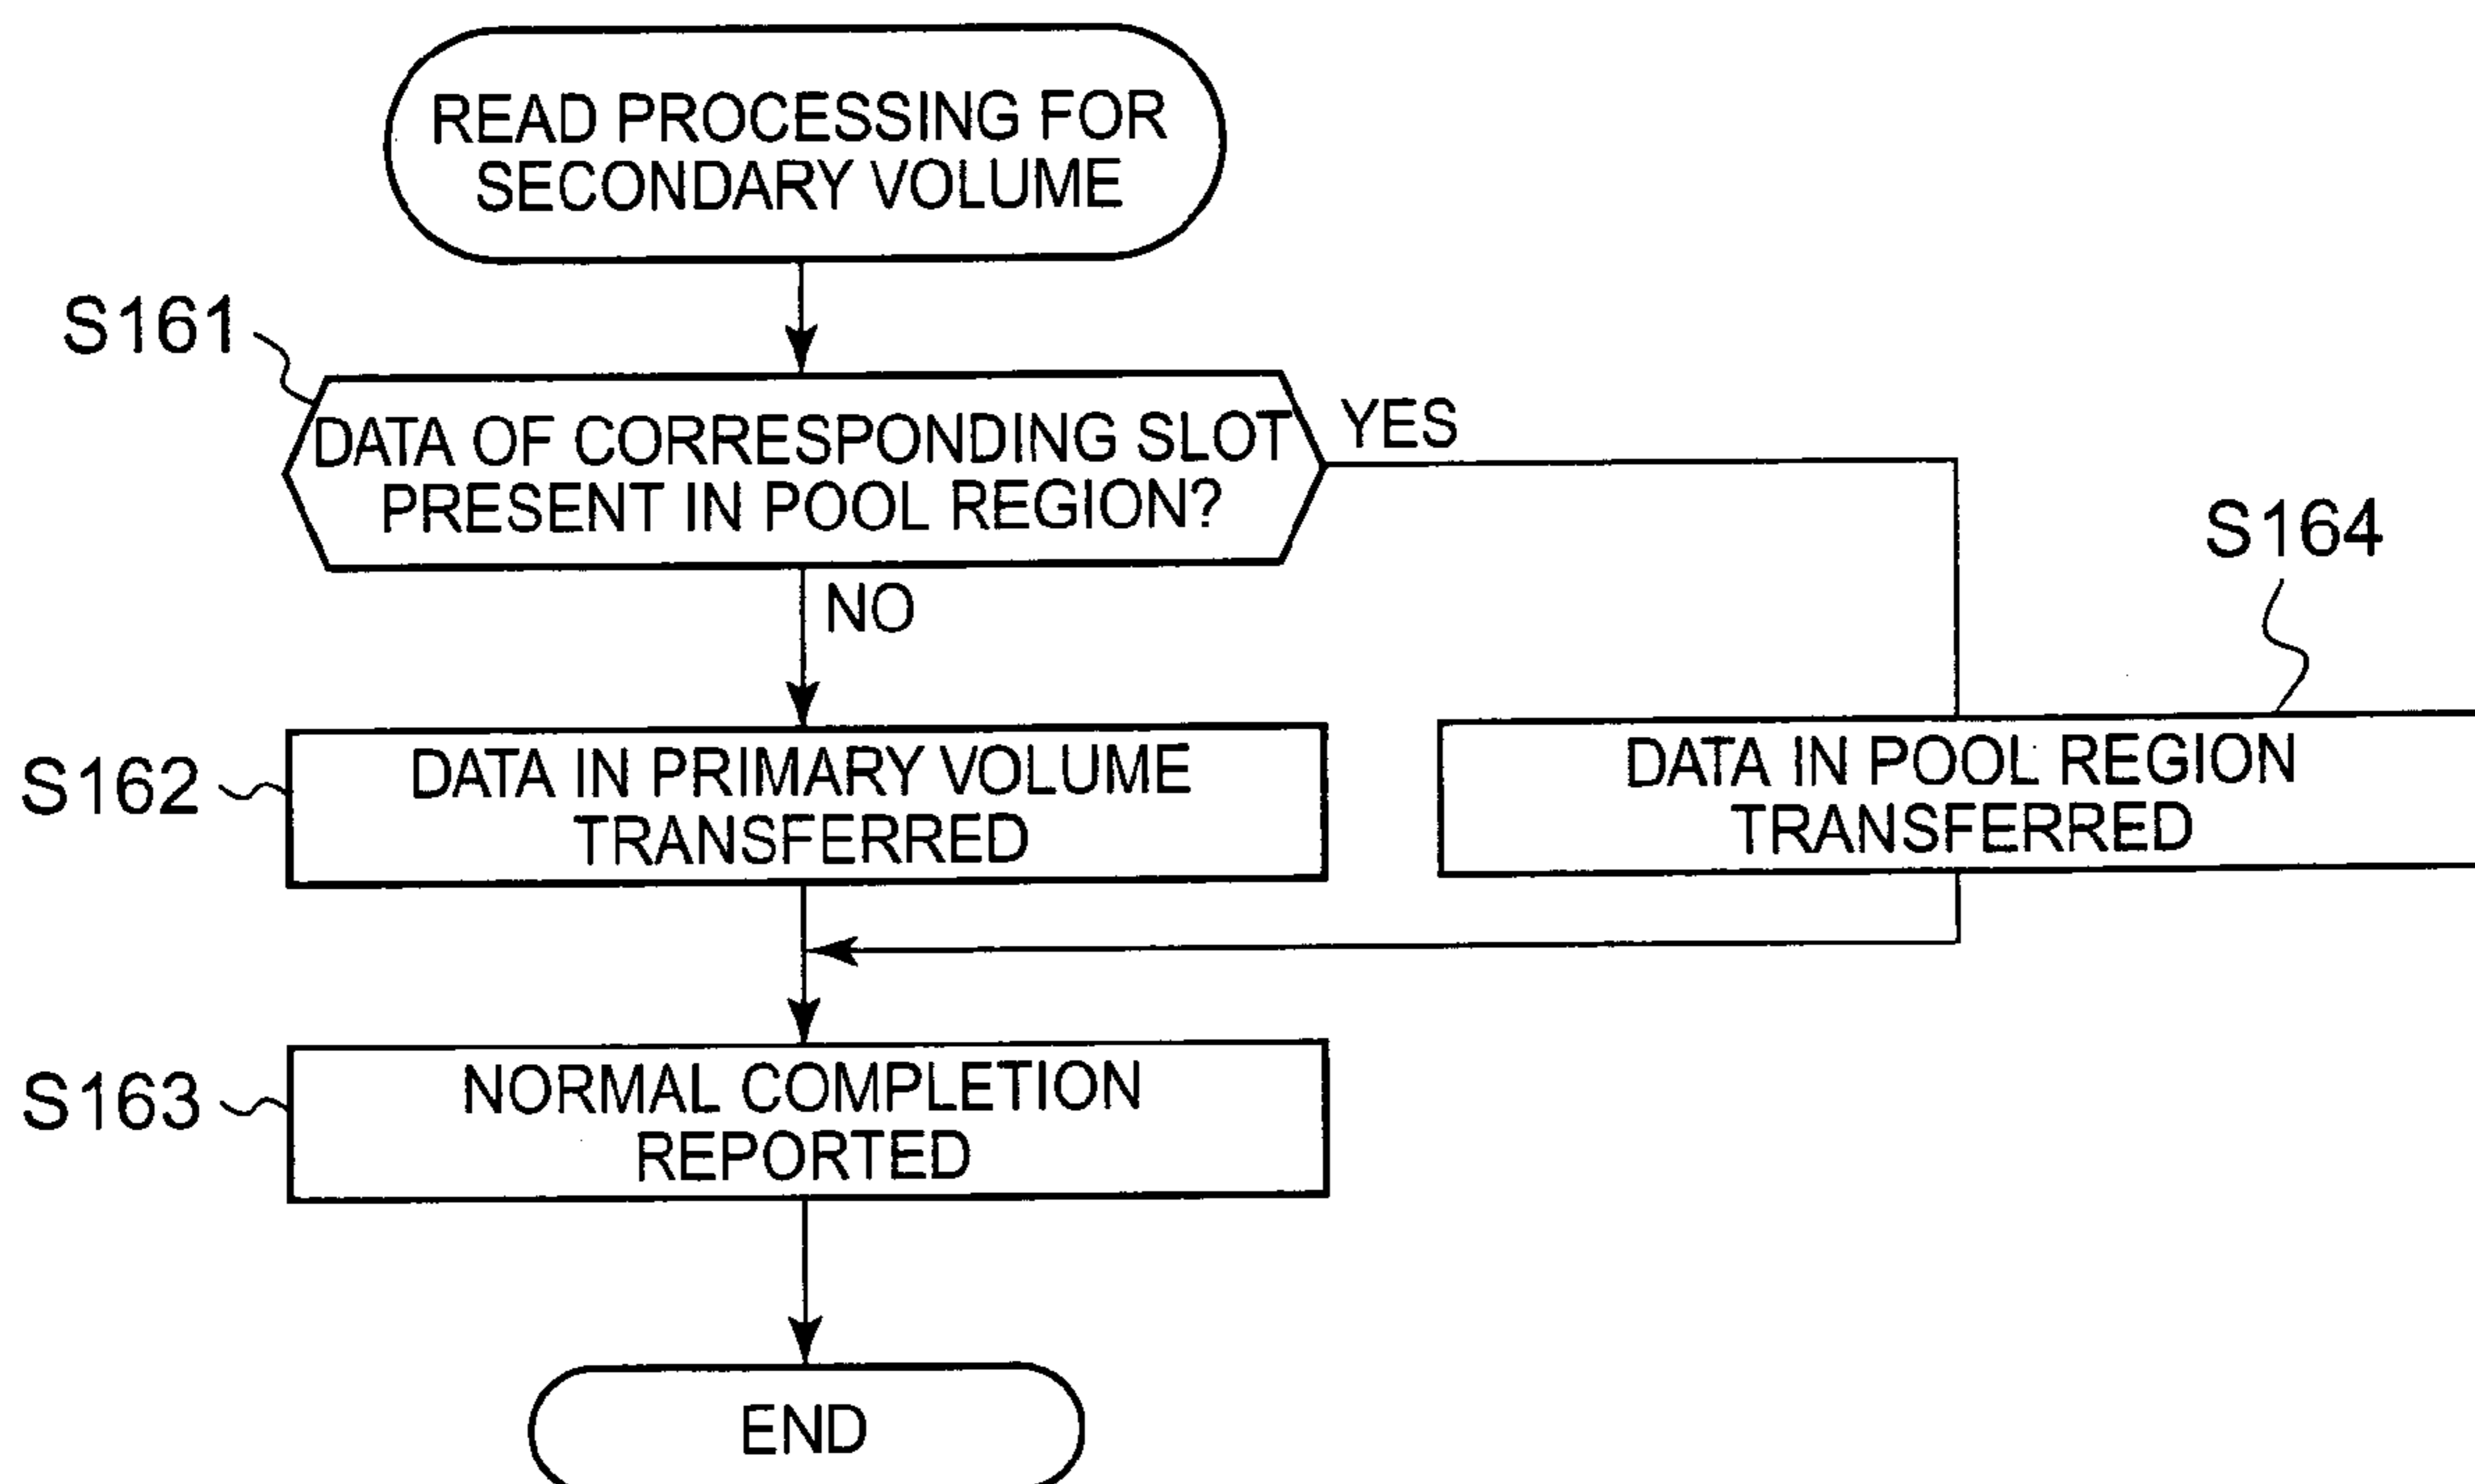 READ PROCESSING FOR
SECONDARY VOLUME
S161
DATA OF CORRESPONDING SLOT
PRESENT IN POOL REGION?
YES
S164
NO
S162
DATA IN PRIMARY VOLUME
TRANSFERRED
DATA IN POOL REGION
TRANSFERRED
S163
NORMAL COMPLETION
REPORTED
END